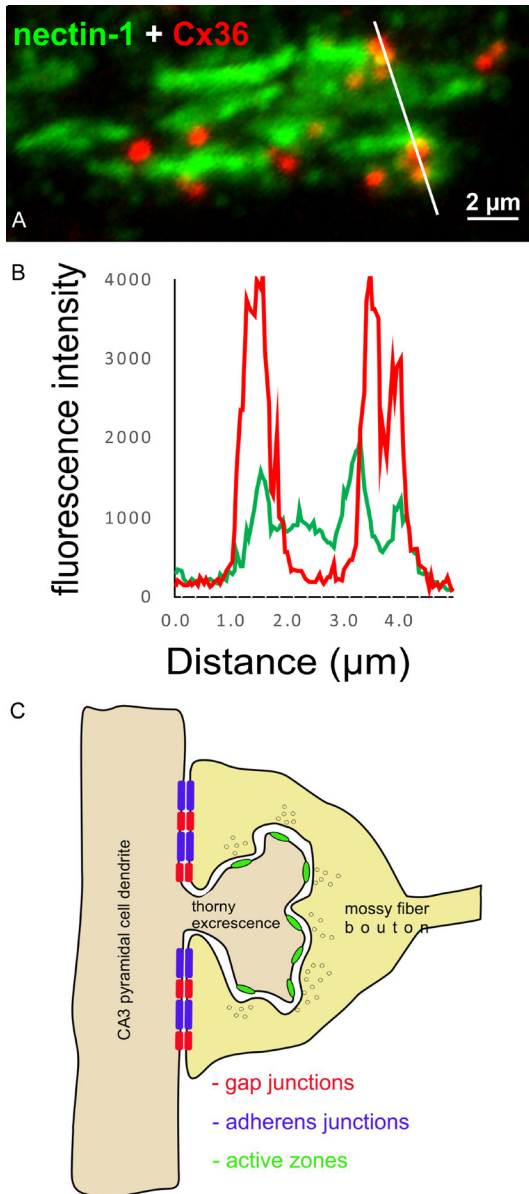 nectin-1 + Cx36
A
2 µm
B
fluorescence intensity
4000
3000
2000
1000
0
0.0 1.0 2.0 3.0 4.0
Distance (µm)
C
CA3 pyramidal cell dendrite
thorny
excrescence
mossy fiber
bouton
- gap junctions
- adherens junctions
- active zones